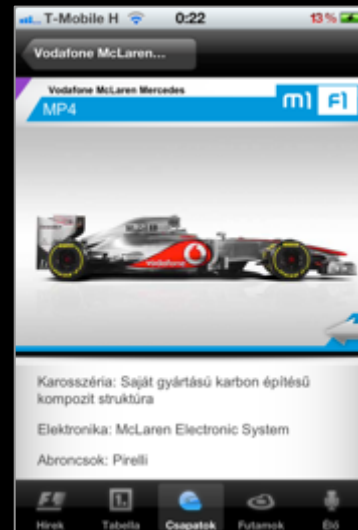 T-Mobile H 0:22 13%
Vodafone McLaren...
Vodafone McLaren Mercedes
MP4
m1 F1
vodafone
Karosszéria: Saját gyártású karbon építésű
kompozit struktúra
Elektronika: McLaren Electronic System
Abroncsok: Pirelli
1.
Hírek Tabella Csapatok Futamok Élő